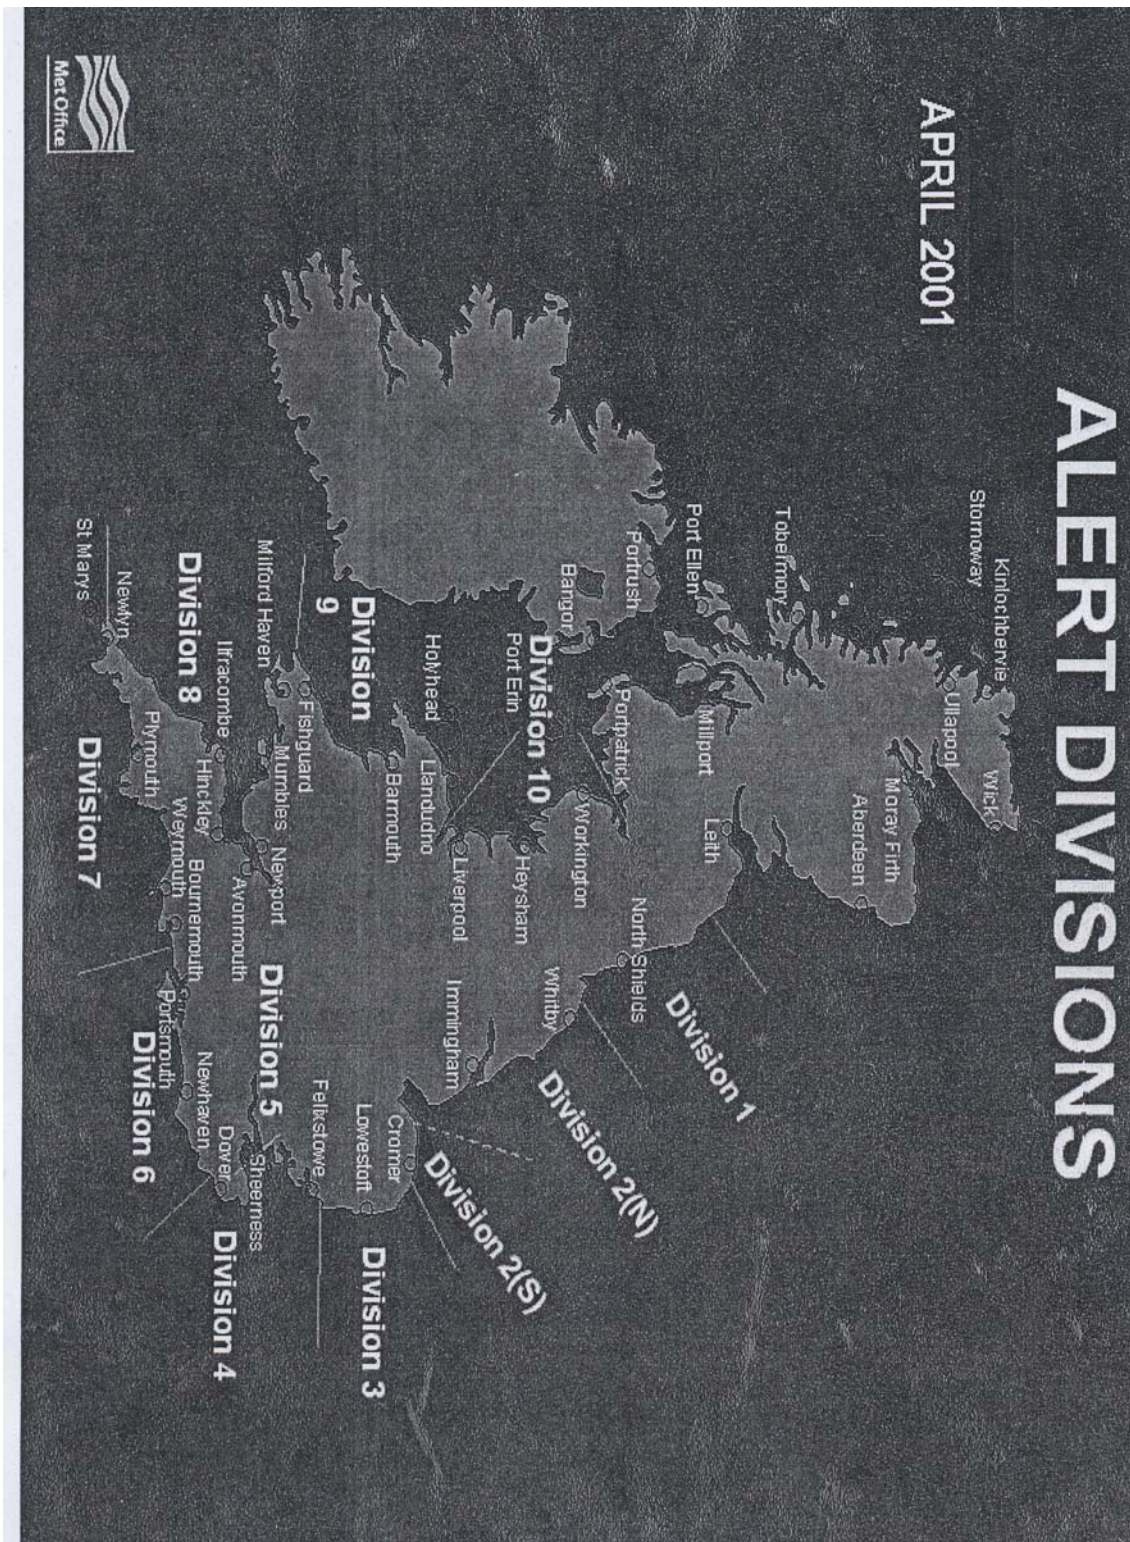 ALERT DIVISIONS
APRIL 2001
Kinlochbervie
Stornoway
Wick
Ullapool
Moray Firth
Aberdeen
Tobermory
Port Ellen
Millport
Leith
Portrush
Portpatrick
North Shields
Division 1
Bangor
Workington
Whitby
Division 10
Division 2(N)
Port Erin
Heysham
Holyhead
Llandudno
Liverpool
Immingham
Division 2(S)
Barmouth
Cromer
Lowestoft
Division 3
Division
9
Fishguard
Felixstowe
Milford Haven
Mumbles
Newport
Division 5
Avonmouth
Sheerness
Ilfracombe
Hinckley
Dover
Division 4
Division 8
Newhaven
Bournemouth
Weymouth
Portsmouth
Division 6
Plymouth
Newlyn
St Marys
Division 7
Met Office